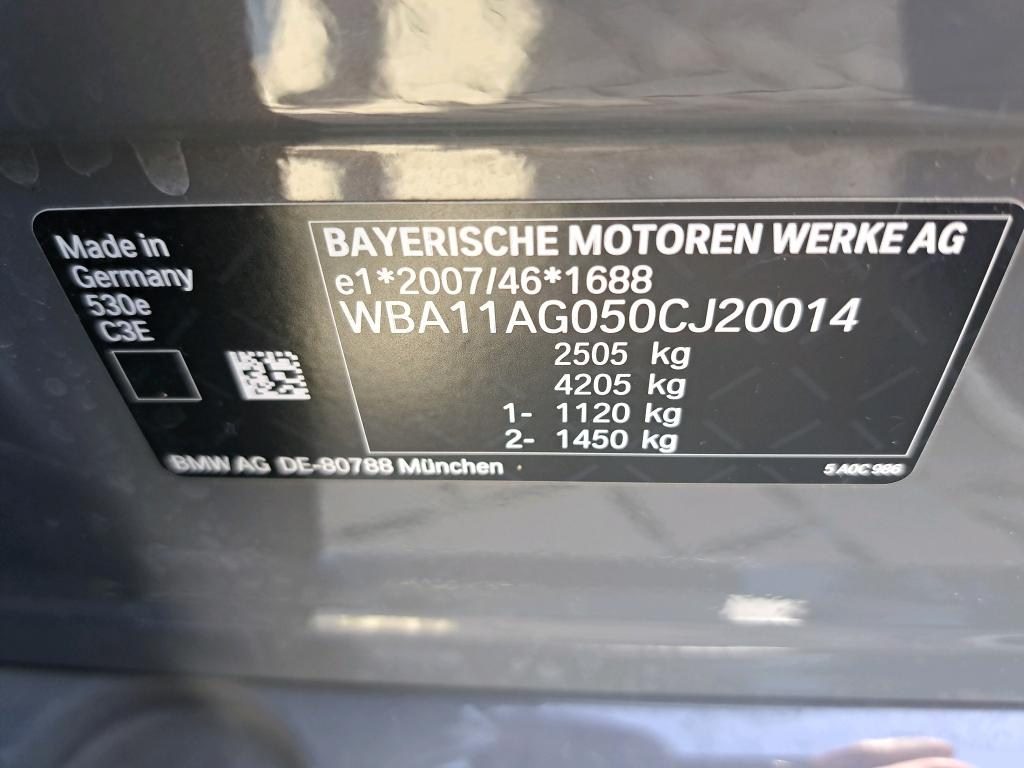 Made in
Germany
530e
C3E
BAYERISCHE MOTOREN WERKE AG
e1*2007/46*1688
WBA11AG050CJ20014
2505 kg
4205 kg
1- 1120 kg
2- 1450 kg
BMW AG DE-80788 München
5 A0C 986